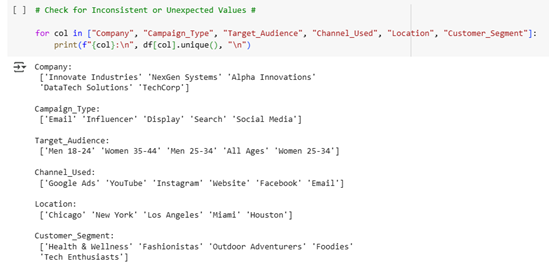 [ ] # Check for Inconsistent or Unexpected Values #
for col in ["Company", "Campaign_Type", "Target_Audience", "Channel_Used", "Location", "Customer_Segment"]:
    print(f"{col}:\n", df[col].unique(), "\n")
Company:
 ['Innovate Industries' 'NexGen Systems' 'Alpha Innovations'
 'DataTech Solutions' 'TechCorp']
Campaign_Type:
 ['Email' 'Influencer' 'Display' 'Search' 'Social Media']
Target_Audience:
 ['Men 18-24' 'Women 35-44' 'Men 25-34' 'All Ages' 'Women 25-34']
Channel_Used:
 ['Google Ads' 'YouTube' 'Instagram' 'Website' 'Facebook' 'Email']
Location:
 ['Chicago' 'New York' 'Los Angeles' 'Miami' 'Houston']
Customer_Segment:
 ['Health & Wellness' 'Fashionistas' 'Outdoor Adventurers' 'Foodies'
 'Tech Enthusiasts']